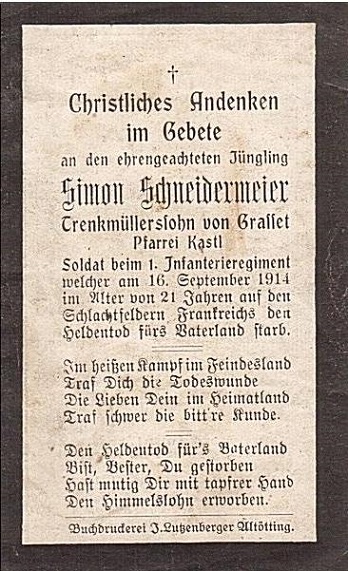 †
Christliches Andenken
im Gebete
an den ehrengeachteten Jüngling
Simon Schneidermeier
Trenkmüllerssohn von Grasset
Pfarrei Kastl
Soldat beim 1. Infanterieregiment
welcher am 16. September 1914
im Alter von 21 Jahren auf den
Schlachtfeldern Frankreichs den
Heldentod fürs Vaterland starb.
Im heißen Kampf im Feindesland
Traf Dich die Todeswunde
Die Lieben Dein im Heimatland
Traf schwer die bitt're Kunde.
Den Heldentod für's Vaterland
Bist, Bester, Du gestorben
Hast mutig Dir mit tapfrer Hand
Den Himmelslohn erworben.
Buchdruckerei J. Lutzenberger Altötting.